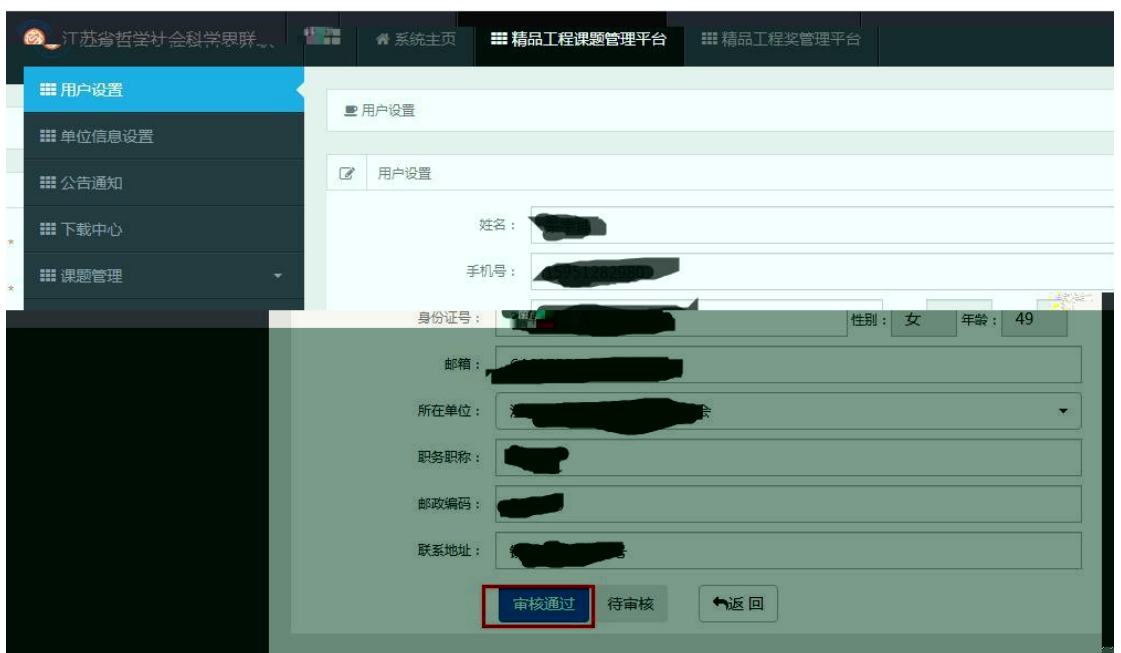 江苏省哲学社会科学界联
系统主页
精品工程课题管理平台
精品工程奖管理平台
用户设置
单位信息设置
公告通知
下载中心
课题管理
用户设置
用户设置
姓名：
手机号：
身份证号：
性别： 女 年龄： 49
邮箱：
所在单位： 会
职务职称：
邮政编码：
联系地址：
审核通过 待审核 返 回